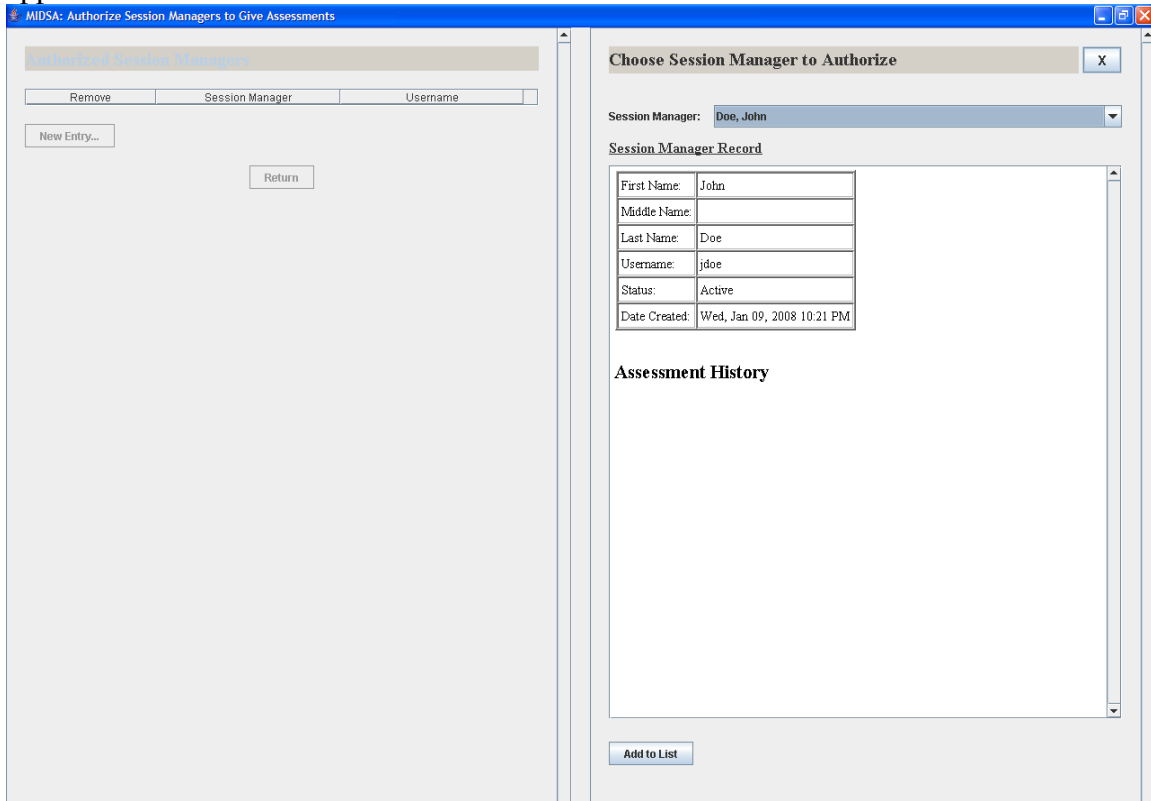 MIDSA: Authorize Session Managers to Give Assessments
Authorized Session Managers
Remove Session Manager Username
New Entry...
Return
Choose Session Manager to Authorize
X
Session Manager: Doe, John
Session Manager Record
First Name: John
Middle Name:
Last Name: Doe
Username: jdoe
Status: Active
Date Created: Wed, Jan 09, 2008 10:21 PM
Assessment History
Add to List